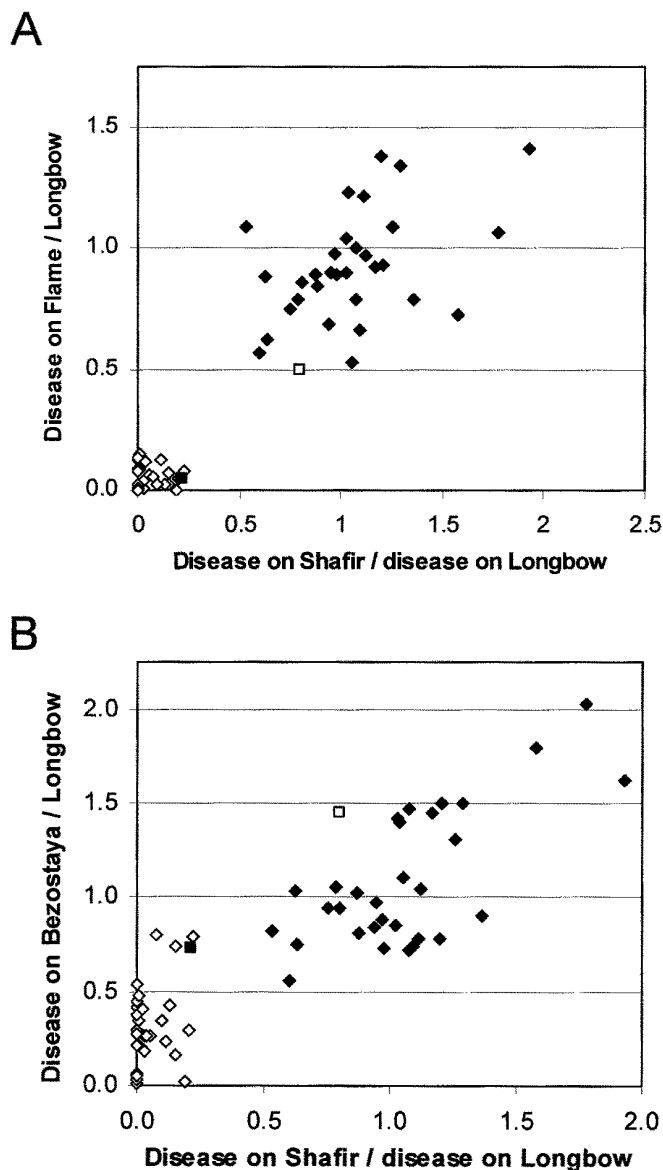 A
Disease on Flame / Longbow
1.5
1.0
0.5
0.0
0 0.5 1 1.5 2 2.5
Disease on Shafir / disease on Longbow
B
Disease on Bezostaya / Longbow
2.0
1.5
1.0
0.5
0.0
0.0 0.5 1.0 1.5 2.0
Disease on Shafir / disease on Longbow